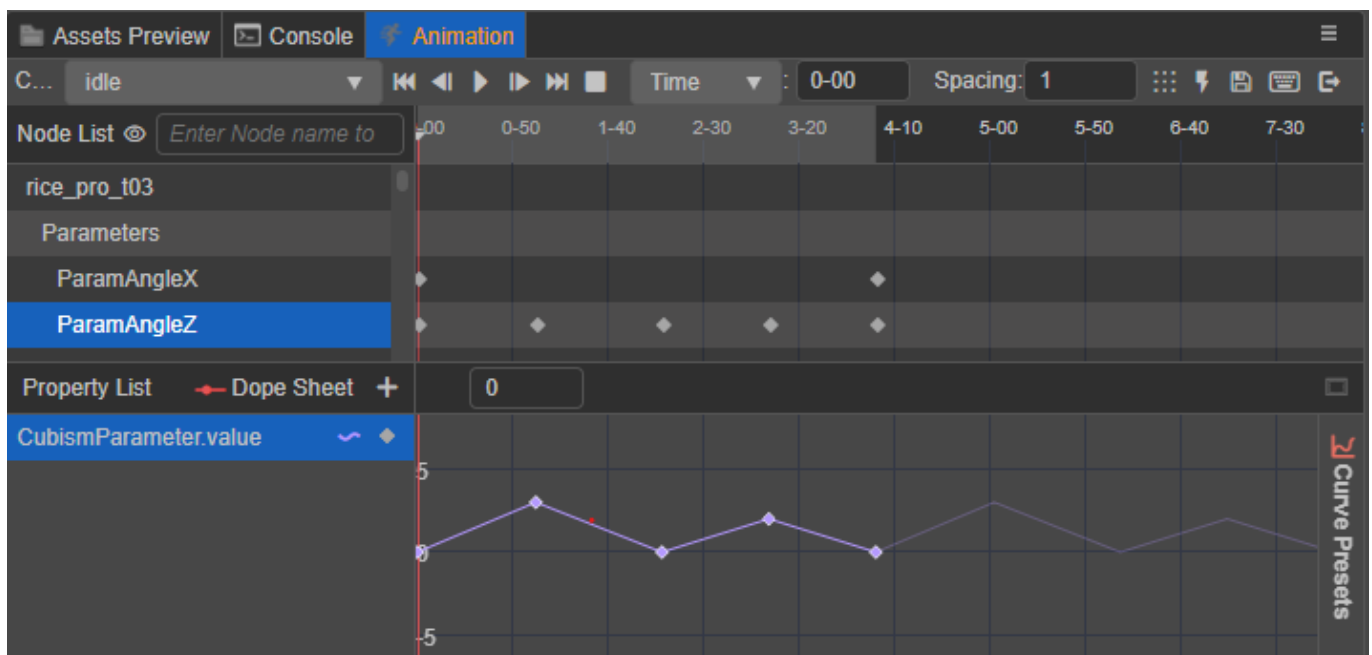 Assets Preview Console Animation
C... idle Time : 0-00 Spacing: 1
Node List Enter Node name to -00 0-50 1-40 2-30 3-20 4-10 5-00 5-50 6-40 7-30
rice_pro_t03
Parameters
ParamAngleX
ParamAngleZ
Property List Dope Sheet + 0
CubismParameter.value
5
0
-5
Curve Presets